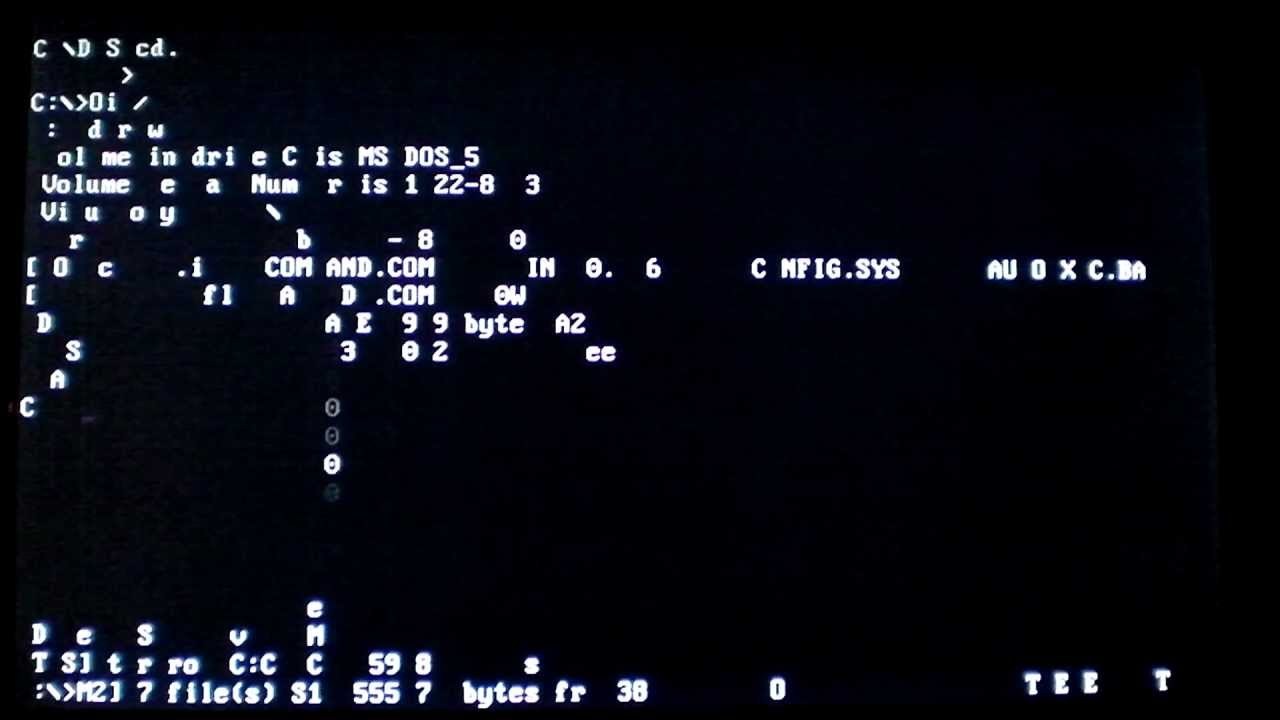 C \D S cd.
>
C:\>Di /
: d r w
ol me in dri e C is MS DOS_5
Volume e a Num r is 1 22-8 3
Vi u o y \
r b - 8 0
[ O c .i COM AND.COM IN 0. 6 C NFIG.SYS AU O X C.BA
[ fl A D .COM 0W
D A E 9 9 byte A2
S 3 0 2 ee
A
C 0
0
0
0
e
D e S v M
T S] t r ro C:C C 59 8 s
:\>M2] 7 file(s) S1 555 7 bytes fr 38 0 T E E T